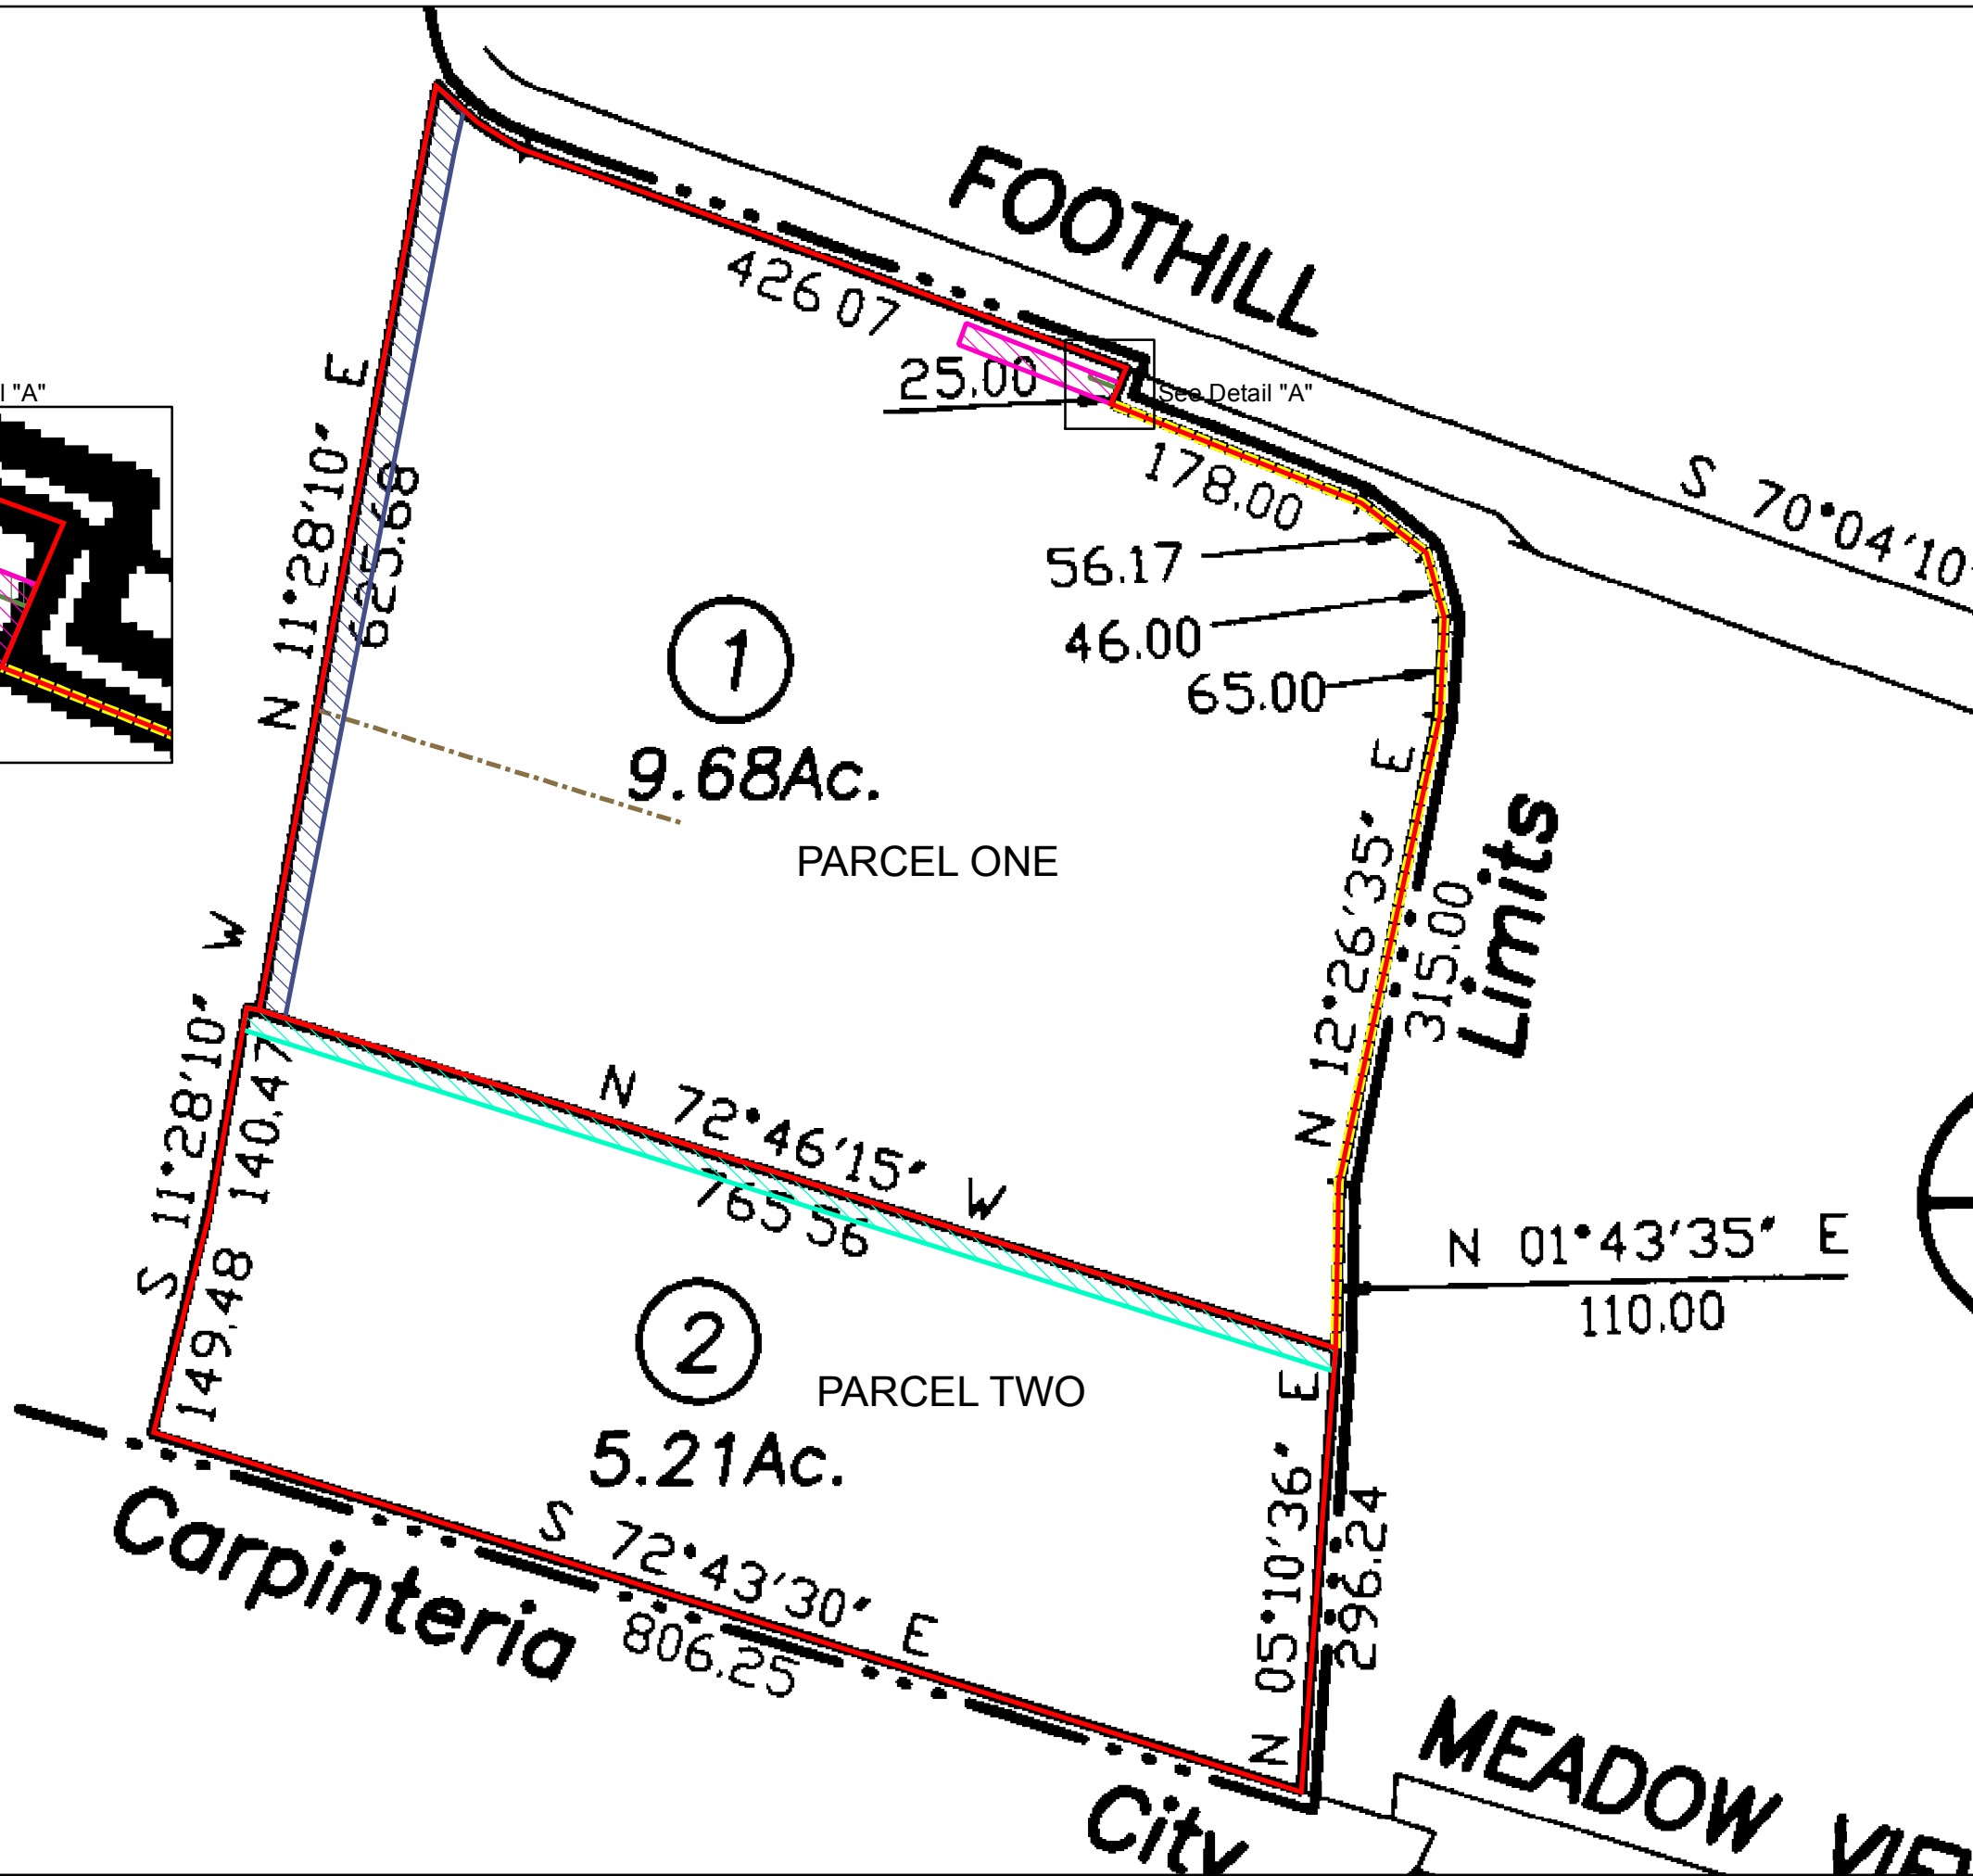 FOOTHILL
426 07
25.00
See Detail "A"
l "A"
178.00
S 70°04'10
56.17
46.00
65.00
N 11°28'10" E
625.68
1
9.68Ac.
PARCEL ONE
N 12°26'35" E
315.00
Limits
S 11°28'10" W
140.47
149.48
N 72°46'15" W
765 56
N 01°43'35" E
110.00
2
PARCEL TWO
5.21Ac.
N 05°10'36" E
296.24
S 72°43'30" E
806.25
Carpinteria
City
MEADOW VIE